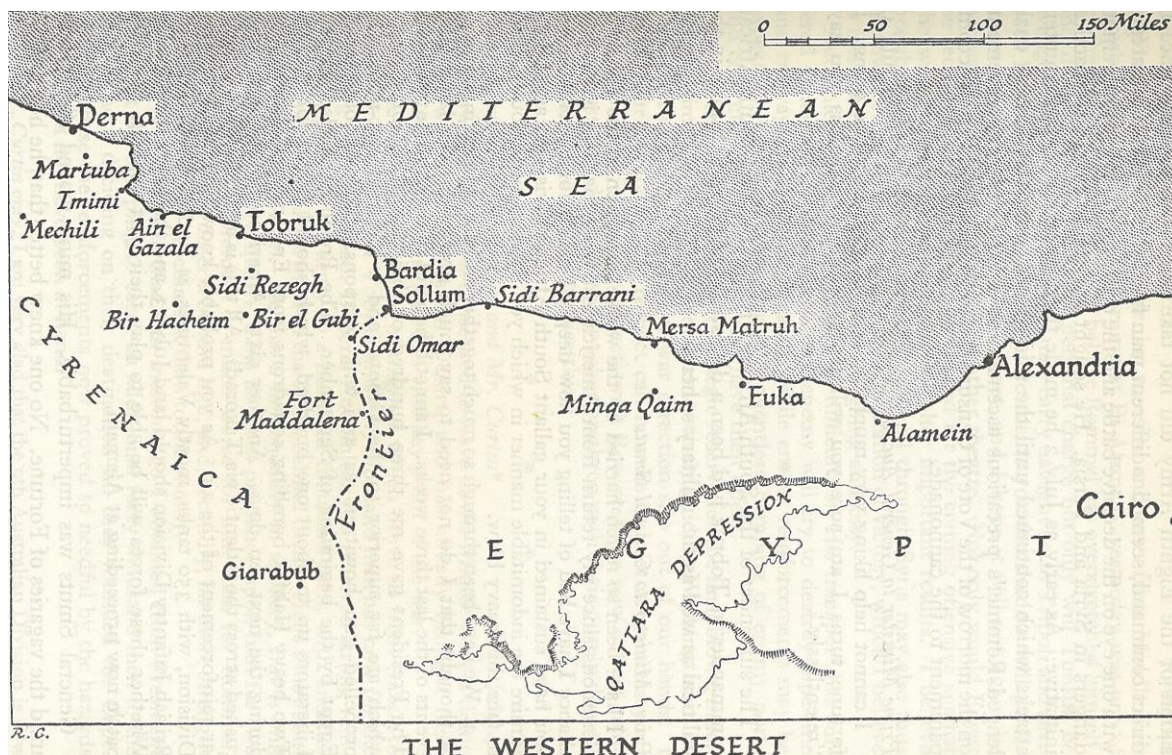 0 50 100 150 Miles
MEDITERRANEAN
SEA
Derna
Martuba
Imimi
Mechili
Ain el
Gazala
Tobruk
Bardia
Sollum
Sidi Rezegh
Sidi Barrani
Bir Hacheim
Bir el Gubi
Sidi Omar
Mersa Matruh
Alexandria
Fort
Maddalena
Minqa Qaim
Fuka
Alamein
CYRENAICA
Frontier
Cairo
EGYPT
QATTARA DEPRESSION
Giarabub
R.C.
THE WESTERN DESERT